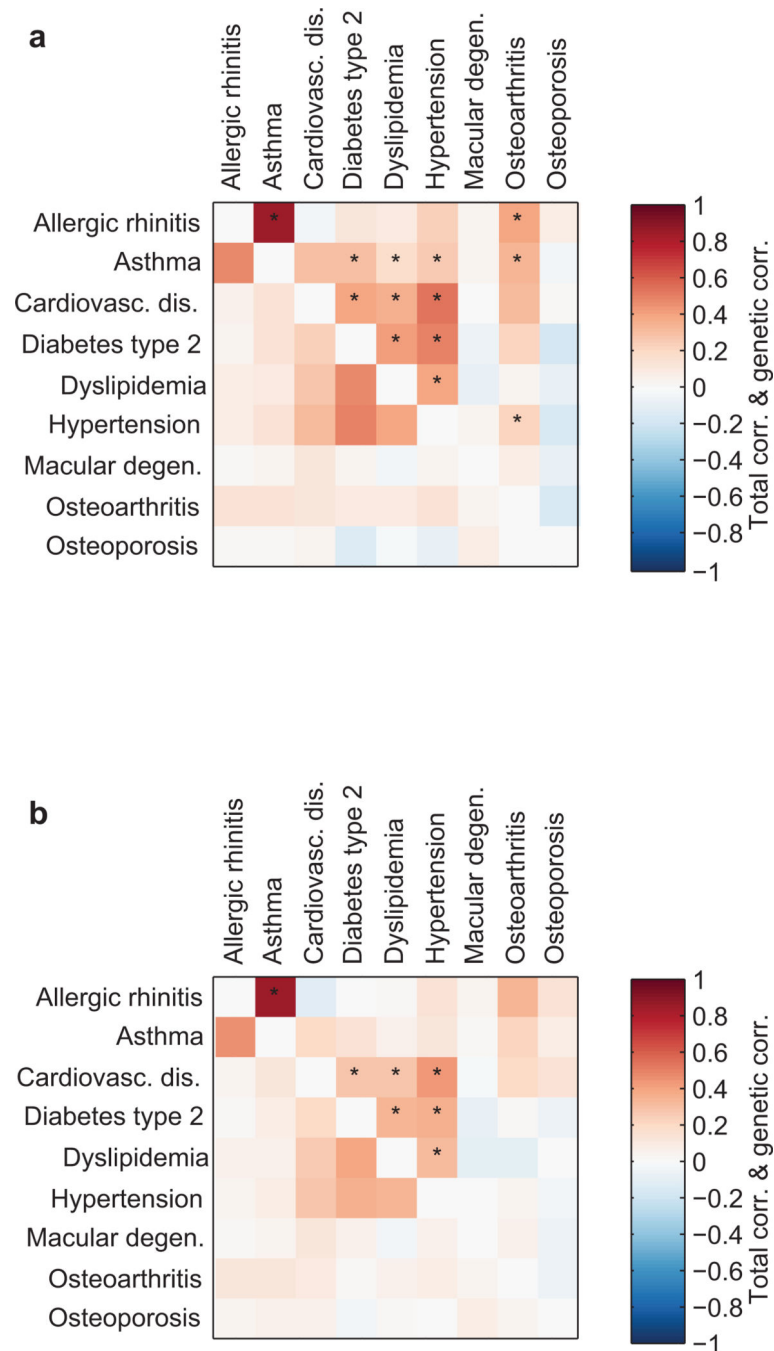 a
Allergic rhinitis
Asthma
Cardiovasc. dis.
Diabetes type 2
Dyslipidemia
Hypertension
Macular degen.
Osteoarthritis
Osteoporosis
Allergic rhinitis * *
Asthma * * * *
Cardiovasc. dis. * * *
Diabetes type 2 * *
Dyslipidemia *
Hypertension *
Macular degen.
Osteoarthritis
Osteoporosis
1
0.8
0.6
0.4
0.2
0
−0.2
−0.4
−0.6
−0.8
−1
Total corr. & genetic corr.
b
Allergic rhinitis
Asthma
Cardiovasc. dis.
Diabetes type 2
Dyslipidemia
Hypertension
Macular degen.
Osteoarthritis
Osteoporosis
Allergic rhinitis *
Asthma
Cardiovasc. dis. * * *
Diabetes type 2 * *
Dyslipidemia *
Hypertension
Macular degen.
Osteoarthritis
Osteoporosis
1
0.8
0.6
0.4
0.2
0
−0.2
−0.4
−0.6
−0.8
−1
Total corr. & genetic corr.